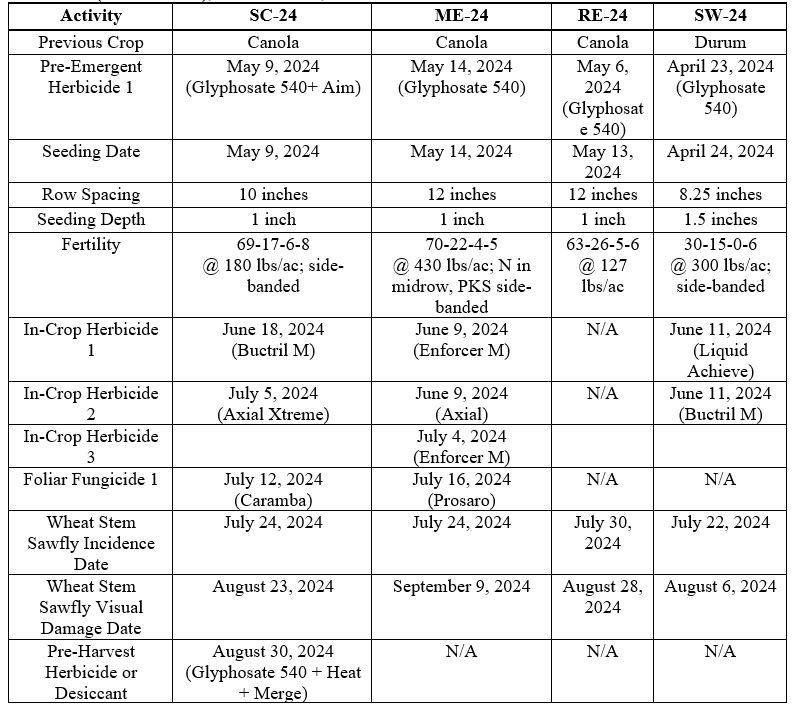 Activity SC-24 ME-24 RE-24 SW-24
Previous Crop Canola Canola Canola Durum
Pre-Emergent May 9, 2024 May 14, 2024 May 6, April 23, 2024
Herbicide 1 (Glyphosate 540+ Aim) (Glyphosate 540) 2024 (Glyphosate
(Glyphosat 540)
e 540)
Seeding Date May 9, 2024 May 14, 2024 May 13, April 24, 2024
2024
Row Spacing 10 inches 12 inches 12 inches 8.25 inches
Seeding Depth 1 inch 1 inch 1 inch 1.5 inches
Fertility 69-17-6-8 70-22-4-5 63-26-5-6 30-15-0-6
@ 180 lbs/ac; side- @ 430 lbs/ac; N in @ 127 @ 300 lbs/ac;
banded midrow, PKS side- lbs/ac side-banded
banded
In-Crop Herbicide June 18, 2024 June 9, 2024 N/A June 11, 2024
1 (Buctril M) (Enforcer M) (Liquid
Achieve)
In-Crop Herbicide July 5, 2024 June 9, 2024 N/A June 11, 2024
2 (Axial Xtreme) (Axial) (Buctril M)
In-Crop Herbicide July 4, 2024
3 (Enforcer M)
Foliar Fungicide 1 July 12, 2024 July 16, 2024 N/A N/A
(Caramba) (Prosaro)
Wheat Stem July 24, 2024 July 24, 2024 July 30, July 22, 2024
Sawfly Incidence 2024
Date
Wheat Stem August 23, 2024 September 9, 2024 August 28, August 6, 2024
Sawfly Visual 2024
Damage Date
Pre-Harvest August 30, 2024 N/A N/A N/A
Herbicide or (Glyphosate 540 + Heat
Desiccant + Merge)